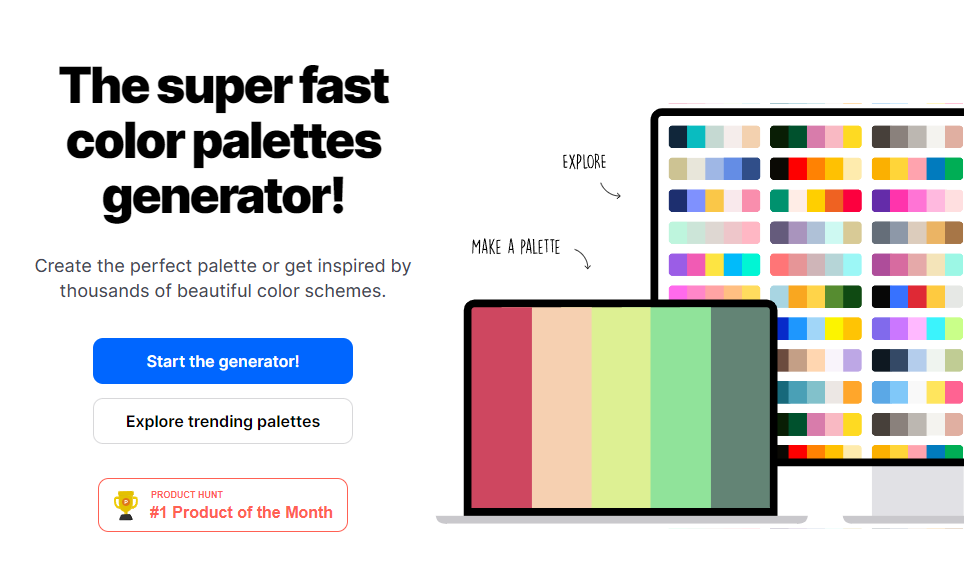 The super fast
color palettes
generator!
Create the perfect palette or get inspired by
thousands of beautiful color schemes.
Start the generator!
Explore trending palettes
PRODUCT HUNT
#1 Product of the Month
EXPLORE
MAKE A PALETTE